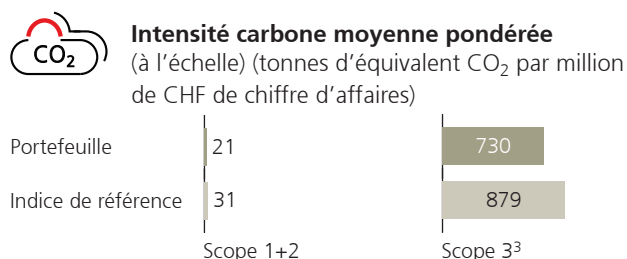 CO₂
Intensité carbone moyenne pondérée
(à l’échelle) (tonnes d’équivalent CO₂ par million
de CHF de chiffre d’affaires)
Portefeuille 21 730
Indice de référence 31 879
Scope 1+2 Scope 3³